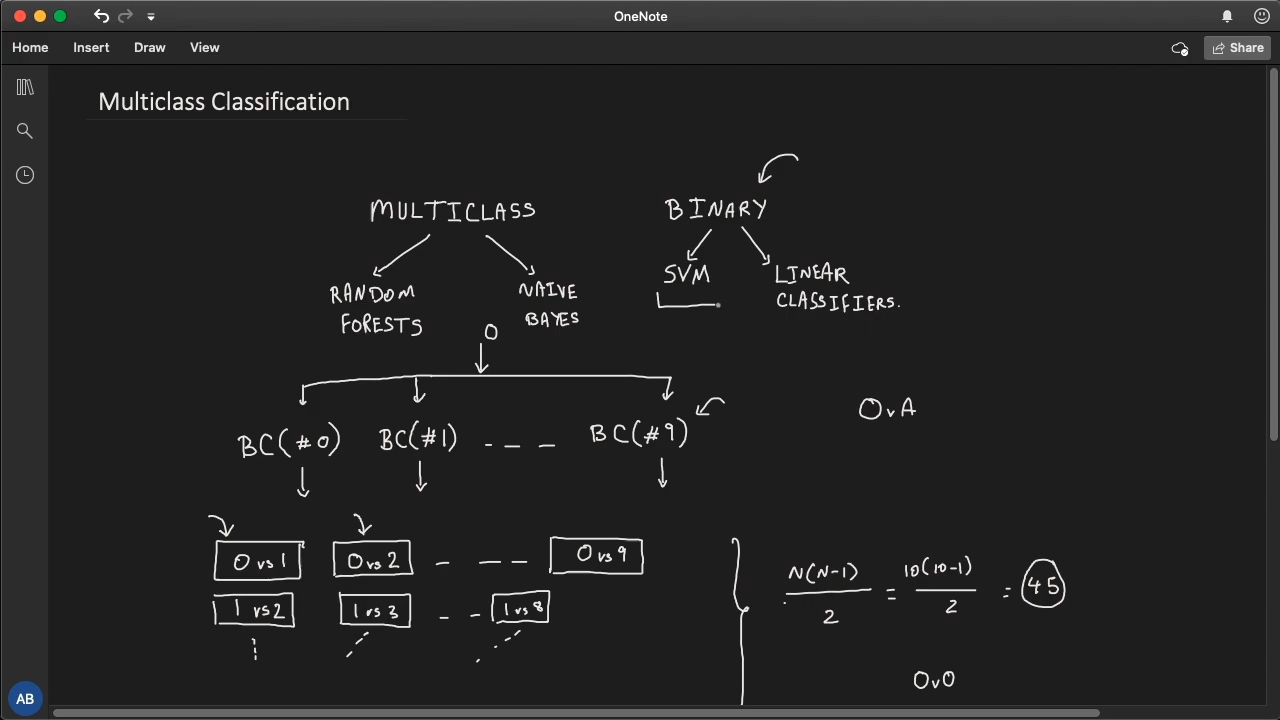 OneNote
Home Insert Draw View Share
Multiclass Classification
MULTICLASS BINARY
SVM LINEAR
CLASSIFIERS.
RANDOM NAIVE
FORESTS BAYES
0
OvA
BC(#0) BC(#1) - - - BC(#9)
0 vs 1 0 vs 2 - - - 0 vs 9
1 vs 2 1 vs 3 - - 1 vs 8
N(N-1) / 2 = 10(10-1) / 2 = 45
OvO
AB